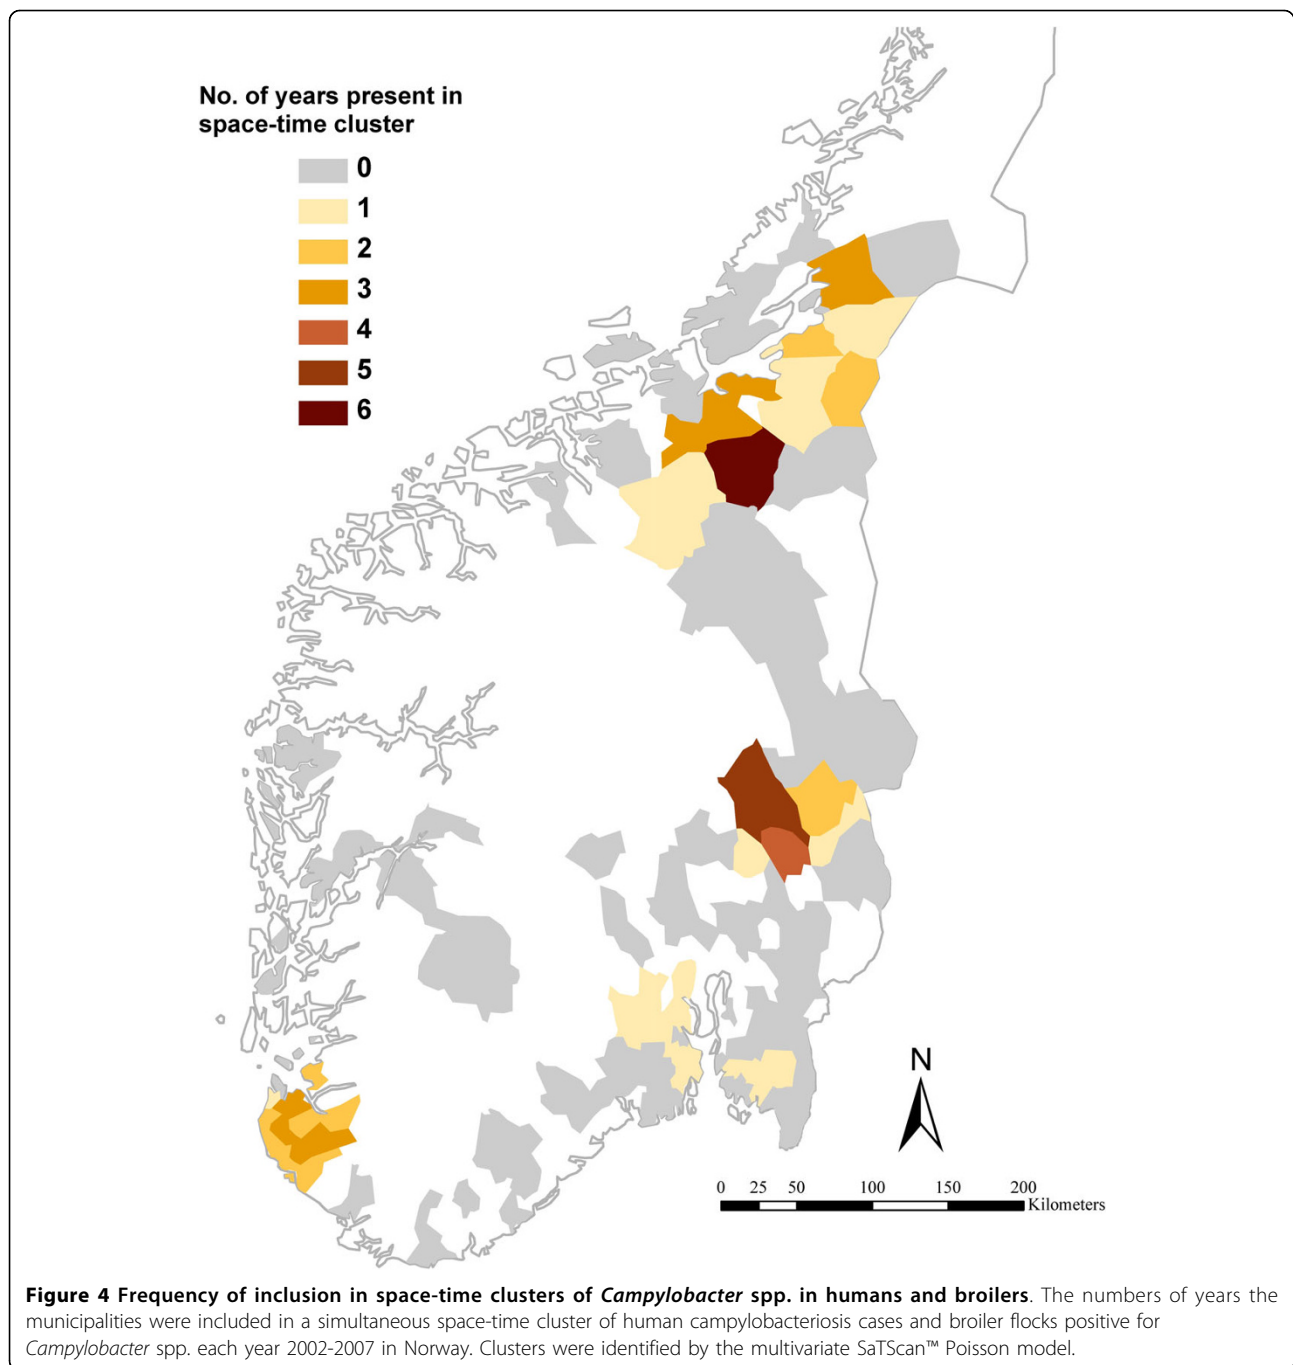 No. of years present in
space-time cluster
0
1
2
3
4
5
6
N
0 25 50 100 150 200
Kilometers
Figure 4 Frequency of inclusion in space-time clusters of Campylobacter spp. in humans and broilers. The numbers of years the
municipalities were included in a simultaneous space-time cluster of human campylobacteriosis cases and broiler flocks positive for
Campylobacter spp. each year 2002-2007 in Norway. Clusters were identified by the multivariate SaTScan™ Poisson model.